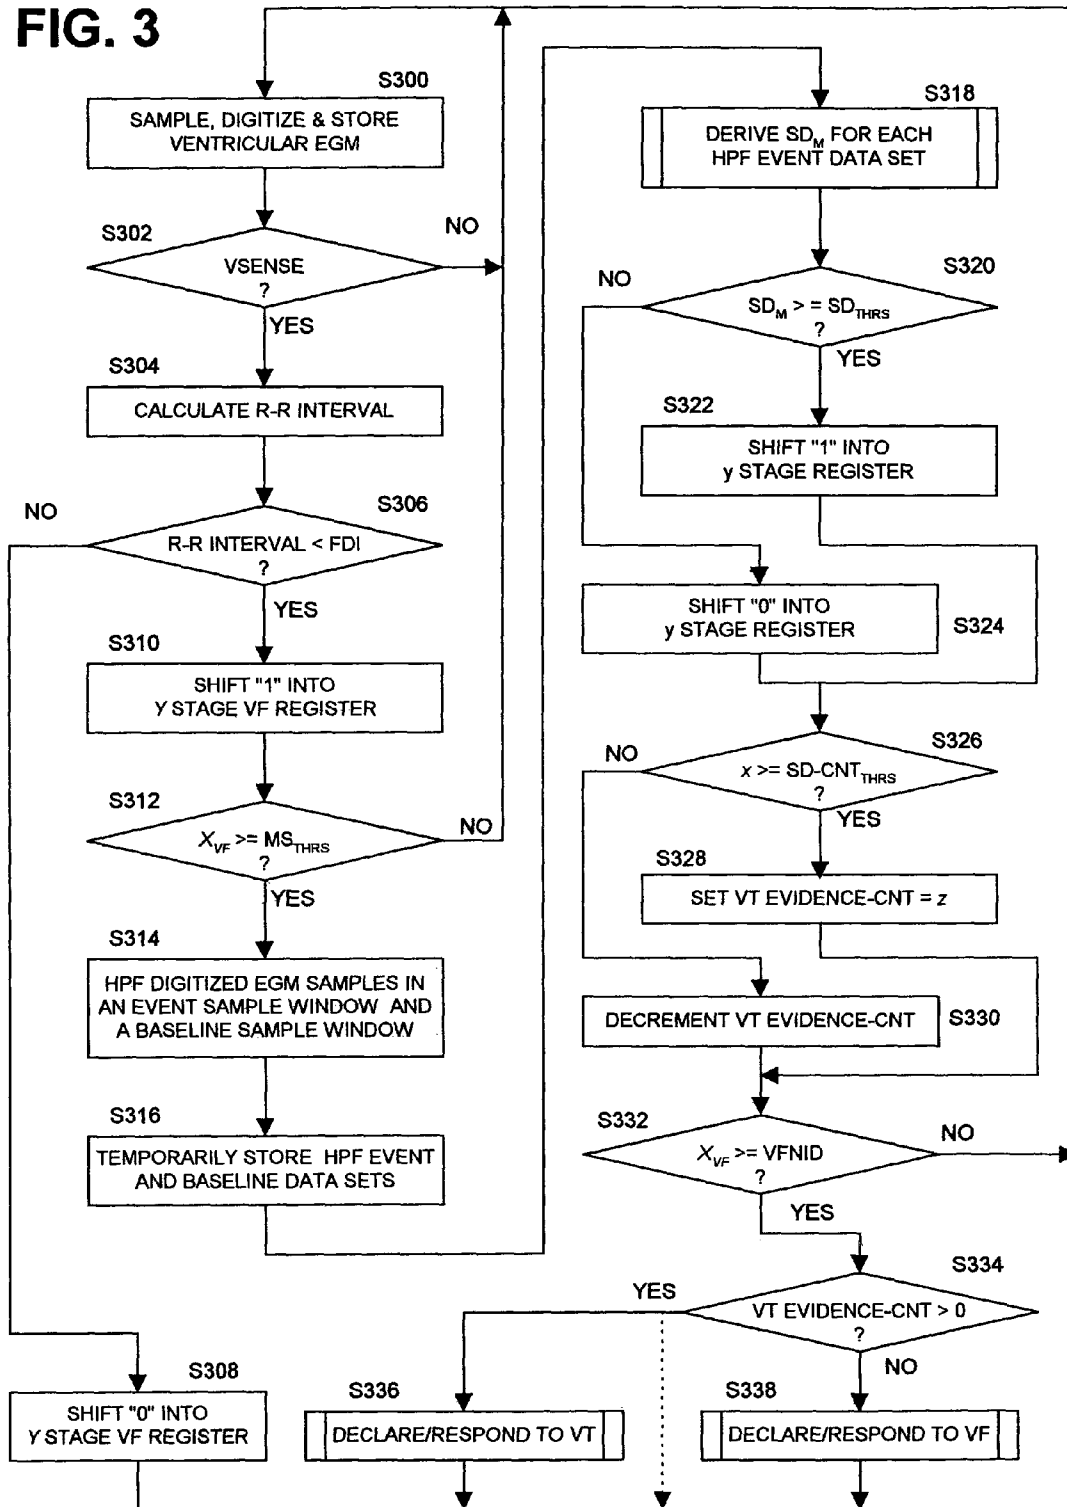 FIG. 3
S300
SAMPLE, DIGITIZE & STORE
VENTRICULAR EGM
S302
NO
VSENSE
?
YES
S304
CALCULATE R-R INTERVAL
NO
S306
R-R INTERVAL < FDI
?
YES
S310
SHIFT "1" INTO
Y STAGE VF REGISTER
S312
X_VF >= MS_THRS
?
NO
YES
S314
HPF DIGITIZED EGM SAMPLES IN
AN EVENT SAMPLE WINDOW AND
A BASELINE SAMPLE WINDOW
S316
TEMPORARILY STORE HPF EVENT
AND BASELINE DATA SETS
S308
SHIFT "0" INTO
Y STAGE VF REGISTER
S318
DERIVE SD_M FOR EACH
HPF EVENT DATA SET
S320
NO
SD_M >= SD_THRS
?
YES
S322
SHIFT "1" INTO
y STAGE REGISTER
SHIFT "0" INTO
y STAGE REGISTER
S324
S326
NO
x >= SD-CNT_THRS
?
YES
S328
SET VT EVIDENCE-CNT = z
DECREMENT VT EVIDENCE-CNT
S330
S332
NO
X_VF >= VFNID
?
YES
S334
YES
VT EVIDENCE-CNT > 0
?
NO
S336
DECLARE/RESPOND TO VT
S338
DECLARE/RESPOND TO VF